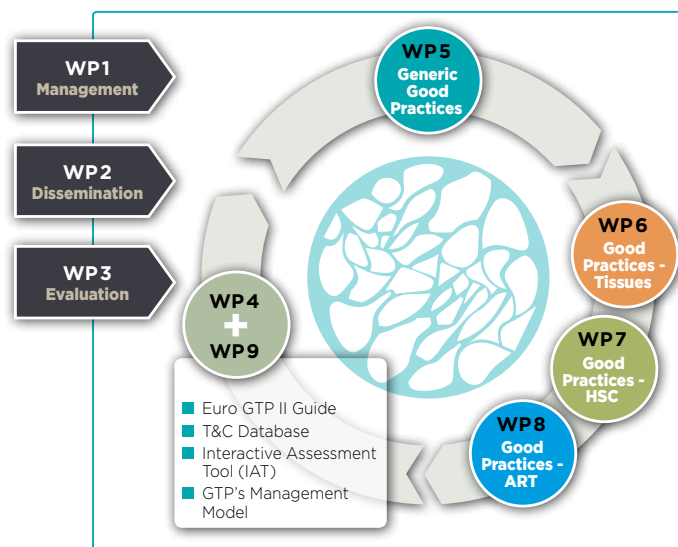 WP1
Management
WP2
Dissemination
WP3
Evaluation
WP5
Generic
Good
Practices
WP6
Good
Practices -
Tissues
WP7
Good
Practices -
HSC
WP8
Good
Practices -
ART
WP4
+
WP9
Euro GTP II Guide
T&C Database
Interactive Assessment
Tool (IAT)
GTP's Management
Model